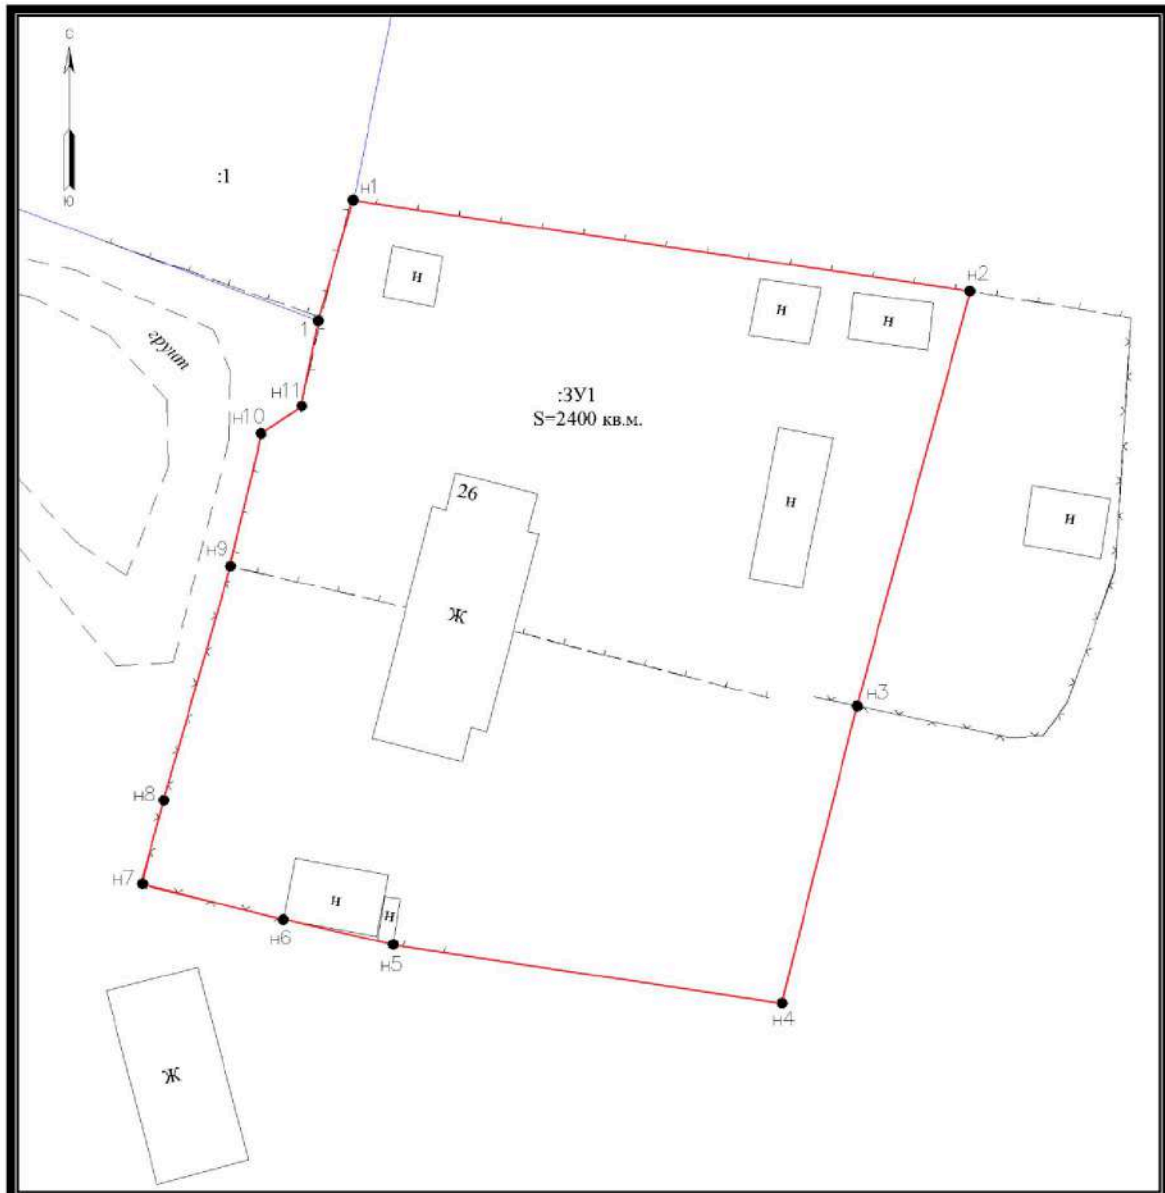 С
:1
н1
н
н2
Ю
1
грунт
н
н
н11
:ЗУ1
S=2400 кв.м.
н10
26
н
н
н9
Ж
н3
н8
н7
н
н
н6
н5
н4
Ж